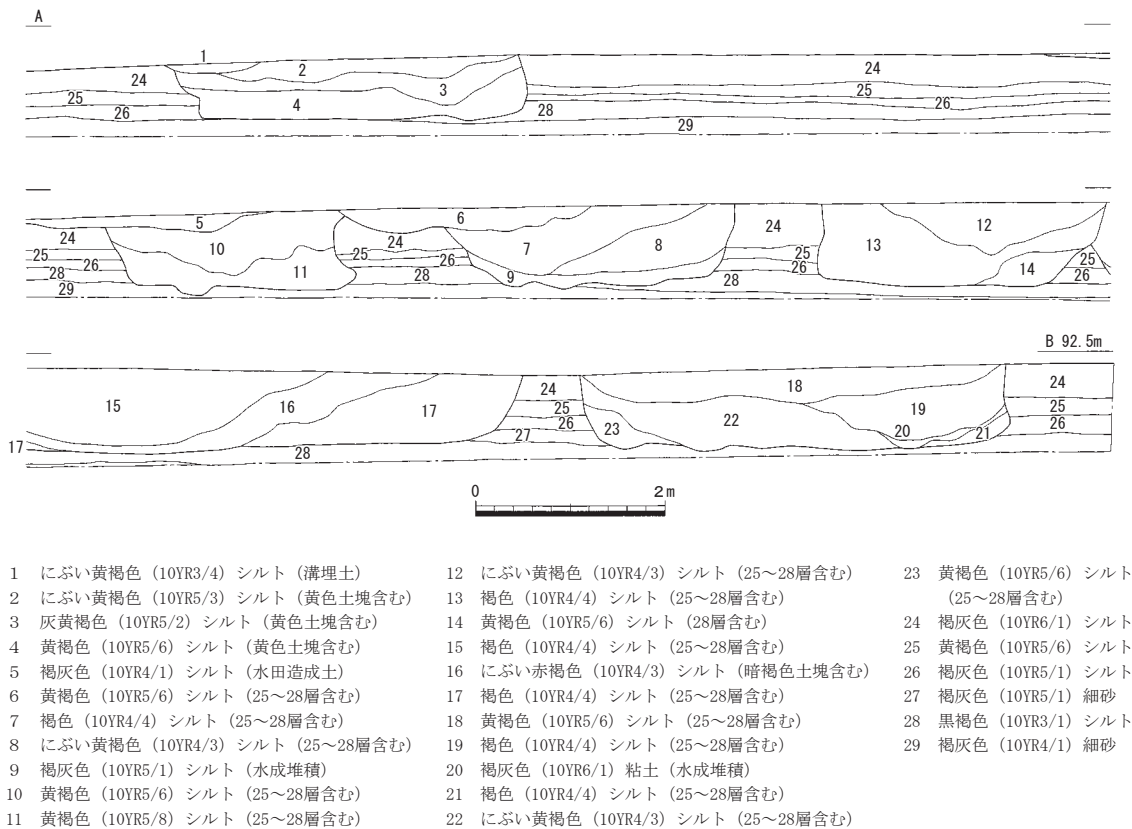 A
1
2
24
24
3
25
25
4
26
26
28
29
5
6
12
24
24
24
10
7
8
13
25
25
25
25
26
26
26
26
11
14
28
28
9
28
29
B 92.5m
24
24
18
15
16
17
25
19
25
26
22
26
23
20
27
21
17
28
0 2m
1 にぶい黄褐色 (10YR3/4) シルト (溝埋土)
2 にぶい黄褐色 (10YR5/3) シルト (黄色土塊含む)
3 灰黄褐色 (10YR5/2) シルト (黄色土塊含む)
4 黄褐色 (10YR5/6) シルト (黄色土塊含む)
5 褐灰色 (10YR4/1) シルト (水田造成土)
6 黄褐色 (10YR5/6) シルト (25～28層含む)
7 褐色 (10YR4/4) シルト (25～28層含む)
8 にぶい黄褐色 (10YR4/3) シルト (25～28層含む)
9 褐灰色 (10YR5/1) シルト (水成堆積)
10 黄褐色 (10YR5/6) シルト (25～28層含む)
11 黄褐色 (10YR5/8) シルト (25～28層含む)
12 にぶい黄褐色 (10YR4/3) シルト (25～28層含む)
13 褐色 (10YR4/4) シルト (25～28層含む)
14 黄褐色 (10YR5/6) シルト (28層含む)
15 褐色 (10YR4/4) シルト (25～28層含む)
16 にぶい赤褐色 (10YR4/3) シルト (暗褐色土塊含む)
17 褐色 (10YR4/4) シルト (25～28層含む)
18 黄褐色 (10YR5/6) シルト (25～28層含む)
19 褐色 (10YR4/4) シルト (25～28層含む)
20 褐灰色 (10YR6/1) 粘土 (水成堆積)
21 褐色 (10YR4/4) シルト (25～28層含む)
22 にぶい黄褐色 (10YR4/3) シルト (25～28層含む)
23 黄褐色 (10YR5/6) シルト
(25～28層含む)
24 褐灰色 (10YR6/1) シルト
25 黄褐色 (10YR5/6) シルト
26 褐灰色 (10YR5/1) シルト
27 褐灰色 (10YR5/1) 細砂
28 黒褐色 (10YR3/1) シルト
29 褐灰色 (10YR4/1) 細砂